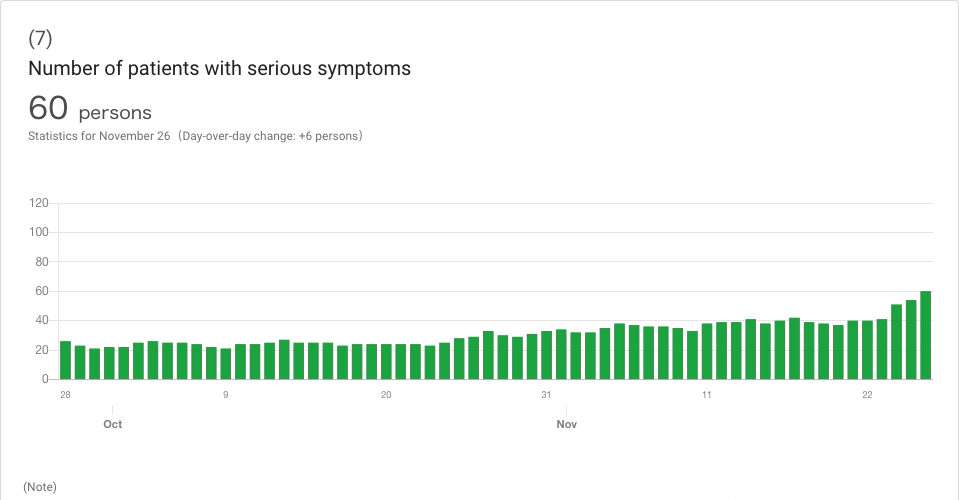 (7)
Number of patients with serious symptoms
60 persons
Statistics for November 26（Day-over-day change: +6 persons）
120
100
80
60
40
20
0
28 9 20 31 11 22
Oct Nov
(Note)